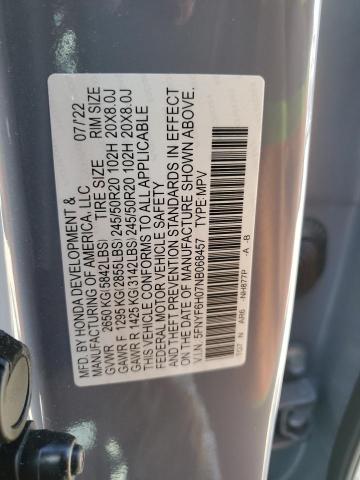 MFD. BY HONDA DEVELOPMENT &
MANUFACTURING OF AMERICA, LLC 07/'22
TIRE SIZE RIM SIZE
GVWR 2650 KG(5842LBS)
GAWR F 1295 KG(2855LBS)245/50R20 102H 20X8.0J
GAWR R 1425 KG(3142LBS)245/50R20 102H 20X8.0J
THIS VEHICLE CONFORMS TO ALL APPLICABLE
FEDERAL MOTOR VEHICLE SAFETY
AND THEFT PREVENTION STANDARDS IN EFFECT
ON THE DATE OF MANUFACTURE SHOWN ABOVE.
V.I.N. 5FNYF6H07NB068457 TYPE:MPV
TG7 N AR6 -NH877P -A -B